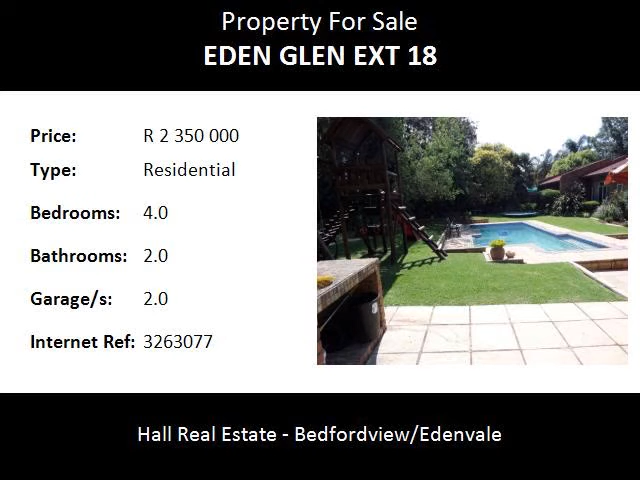 Property For Sale
EDEN GLEN EXT 18
Price: R 2 350 000
Type: Residential
Bedrooms: 4.0
Bathrooms: 2.0
Garage/s: 2.0
Internet Ref: 3263077
Hall Real Estate - Bedfordview/Edenvale